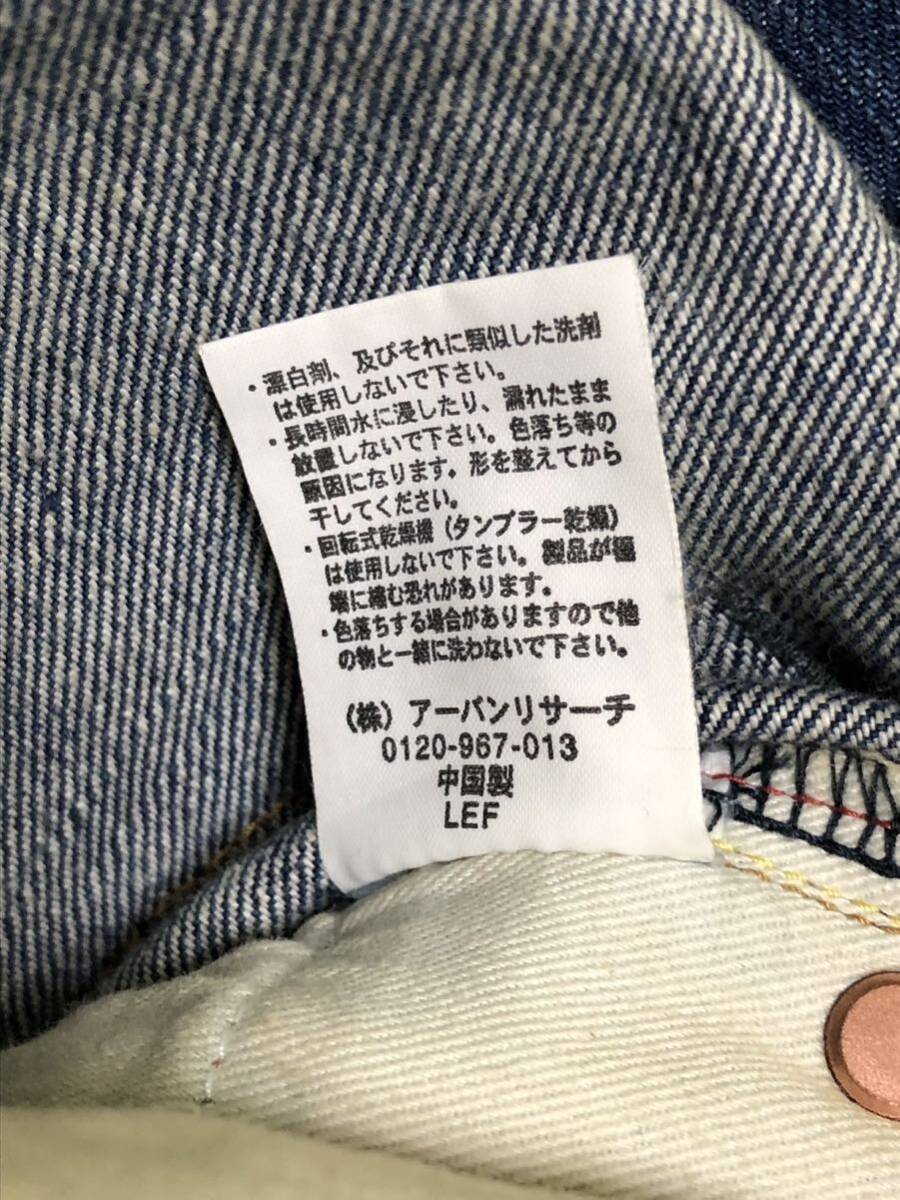 ・漂白剤、及びそれに類似した洗剤
は使用しないで下さい。
・長時間水に浸したり、濡れたまま
放置しないで下さい。色落ち等の
原因になります。形を整えてから
干してください。
・回転式乾燥機（タンブラー乾燥）
は使用しないで下さい。製品が極
端に縮む恐れがあります。
・色落ちする場合がありますので他
の物と一緒に洗わないで下さい。
（株）アーバンリサーチ
0120-967-013
中国製
LEF